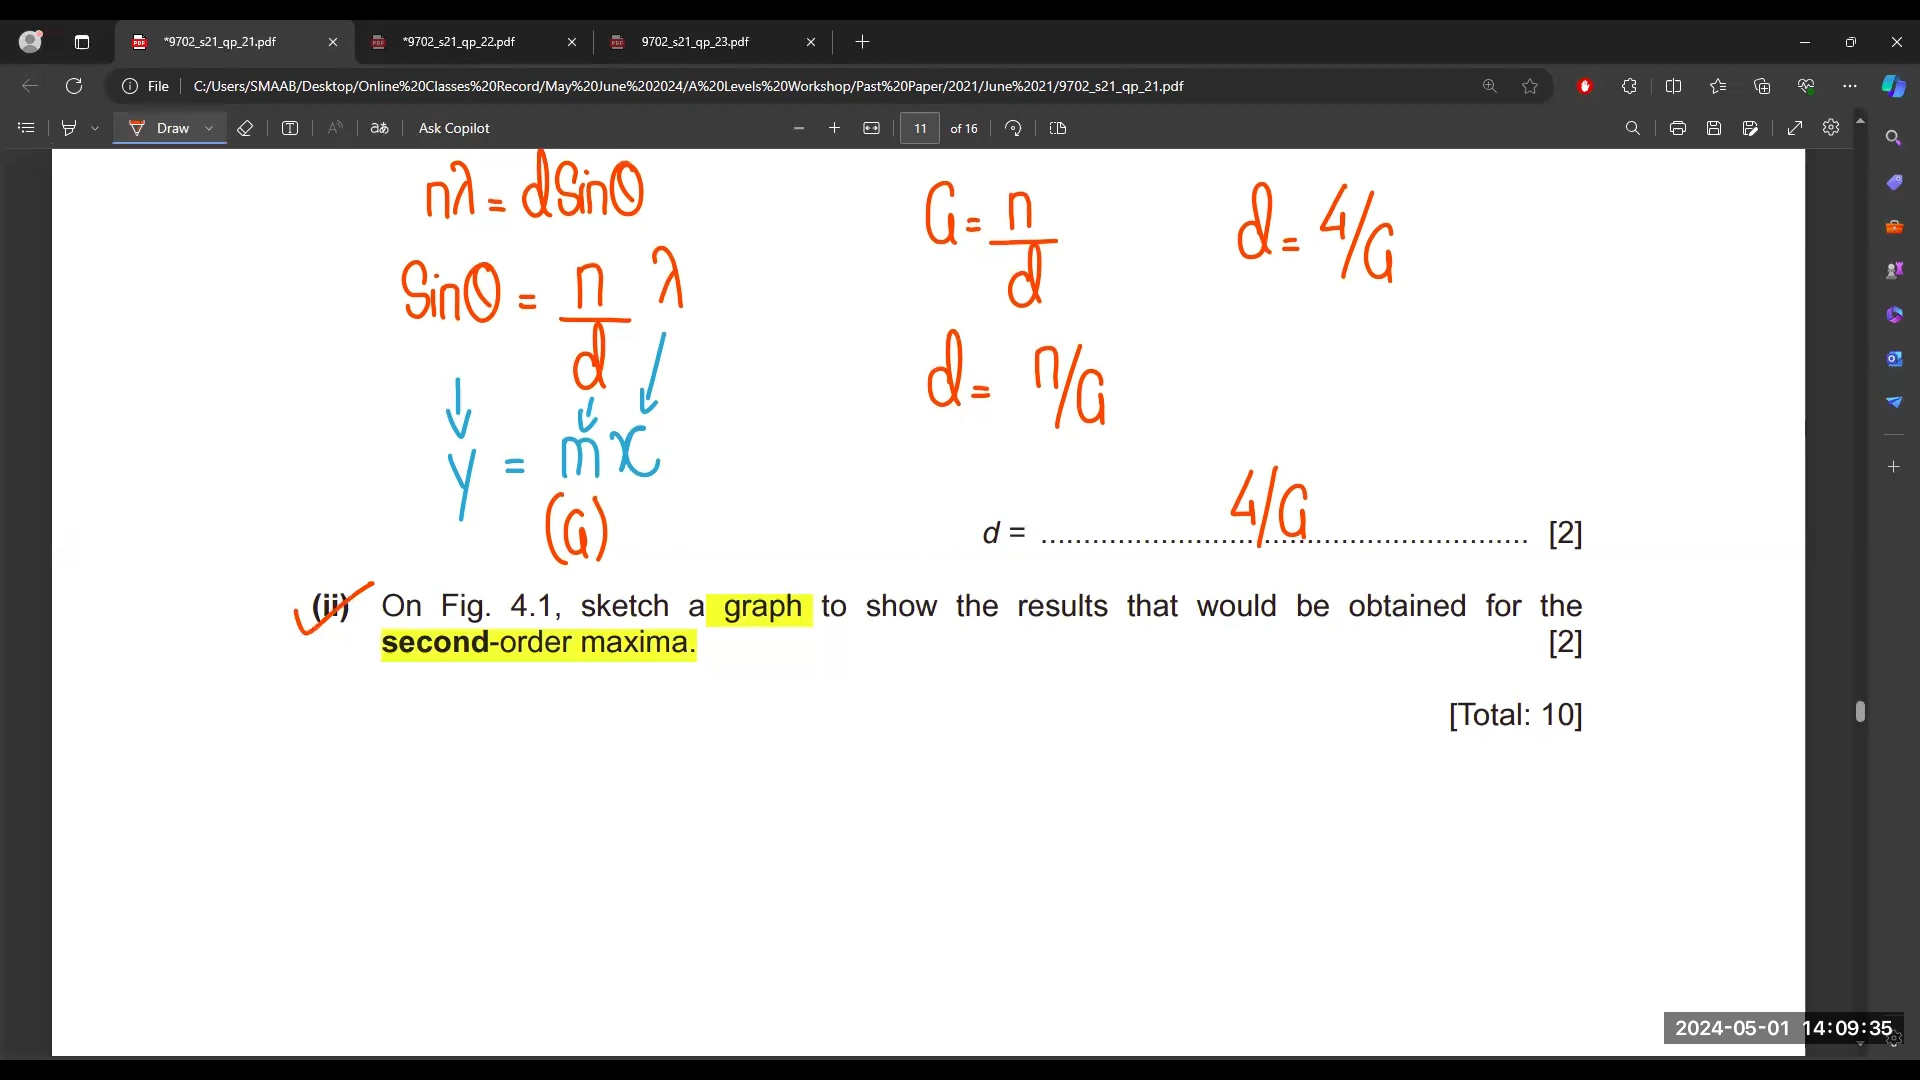 *9702_s21_qp_21.pdf
*9702_s21_qp_22.pdf
9702_s21_qp_23.pdf
File
C:/Users/SMAAB/Desktop/Online%20Classes%20Record/May%20June%202024/A%20Levels%20Workshop/Past%20Paper/2021/June%2021/9702_s21_qp_21.pdf
Draw
Ask Copilot
11 of 16
nλ = dSinθ
Sinθ = n/d λ
y = mx
(G)
G = n/d
d = n/G
d = 4/G
d = 4/G [2]
(ii) On Fig. 4.1, sketch a graph to show the results that would be obtained for the
second-order maxima. [2]
[Total: 10]
2024-05-01 14:09:35